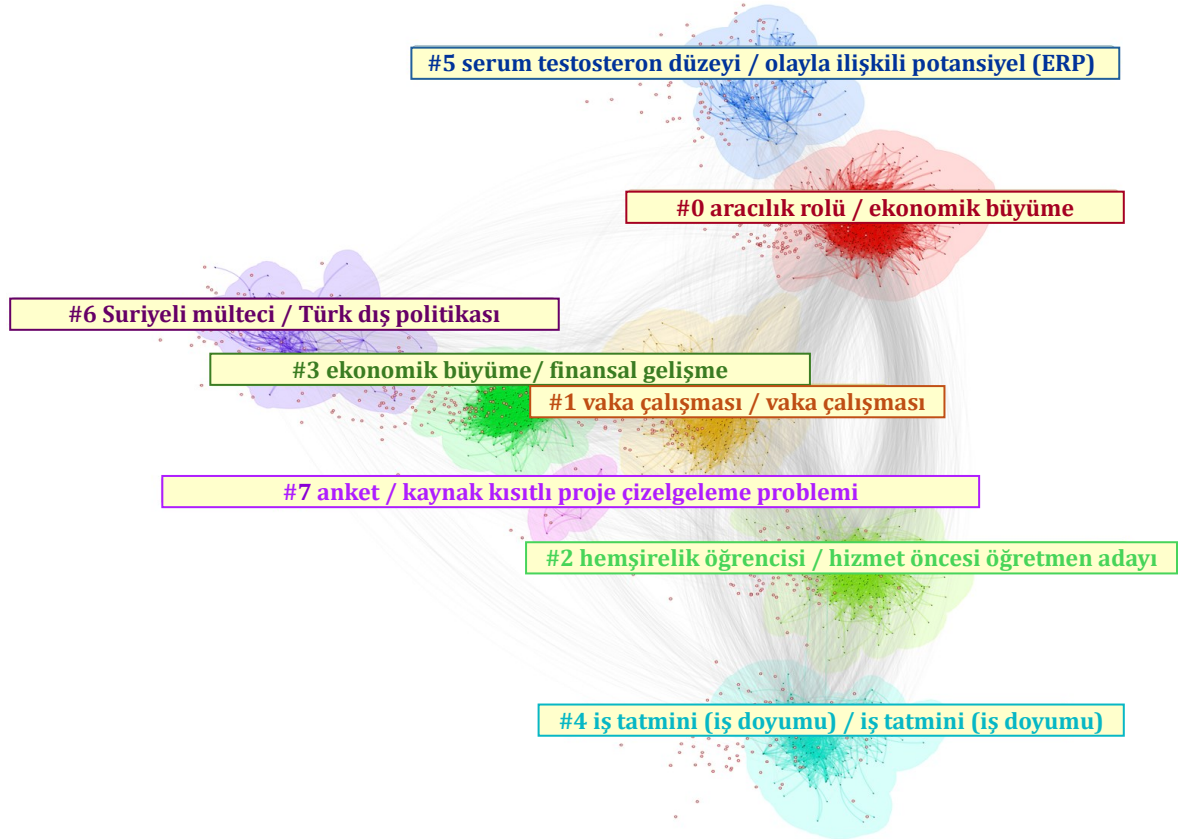 #5 serum testosteron düzeyi / olayla ilişkili potansiyel (ERP)
#0 aracılık rolü / ekonomik büyüme
#6 Suriyeli mülteci / Türk dış politikası
#3 ekonomik büyüme/ finansal gelişme
#1 vaka çalışması / vaka çalışması
#7 anket / kaynak kısıtlı proje çizelgeleme problemi
#2 hemşirelik öğrencisi / hizmet öncesi öğretmen adayı
#4 iş tatmini (iş doyumu) / iş tatmini (iş doyumu)